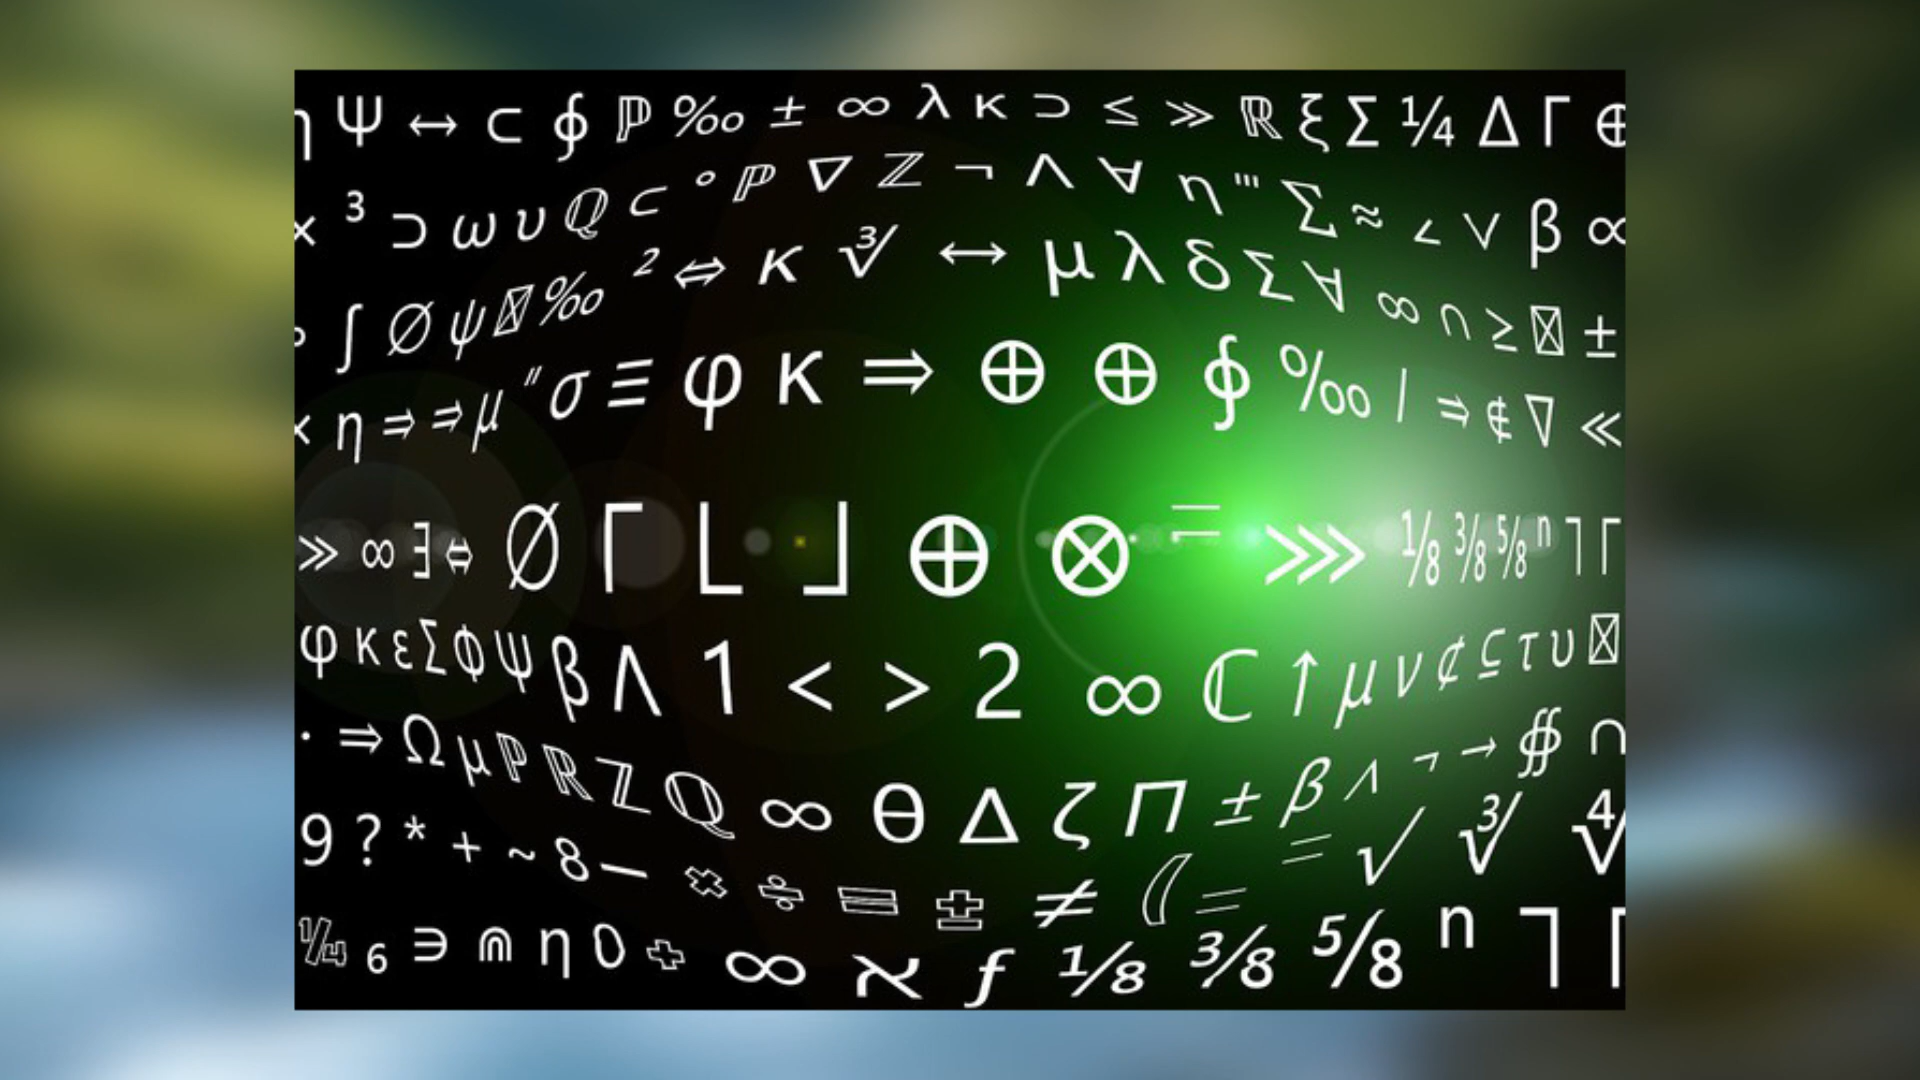 η Ψ ↔ ⊂ ∮ ℙ ‰ ± ∞ λ κ ⊃ ≤ ≫ ℝ ξ Σ ¼ Δ Γ ⊕
× ³ ⊃ ω υ ℚ ⊂ ° ℙ ∇ ℤ ¬ Λ ∀ η ‴ Σ ≈ ∠ ∨ β ∝
∫ Ø ψ ‰ ² ⇔ κ ∛ ↔ μ λ δ Σ ∀ ∞ ∩ ≥ ±
× η ⇒ ⇒ μ ″ σ ≡ φ κ ⇒ ⊕ ⊕ ∮ ‰ | ⇒ ∉ ∇ ≪
≫ ∞ ∃ ⇔ Ø ⌈ ⌊ ⌋ ⊕ ⊗ = ⋙ ⅛ ⅜ ⅝ ⁿ ⌉ ⌈
φ κ ε Σ ϕ ψ β Λ 1 < > 2 ∞ ℂ ↑ μ ν ⊄ ⊆ τ υ
· ⇒ Ω μ ℙ ℝ ℤ ℚ ∞ θ Δ ζ Π ± β ∧ ¬ → ∯ ∩
9 ? * + ~ 8 − × ÷ = ± ≠ = = √ ∛ ∜
¼ 6 ∋ ⋒ η 0 + ∞ ℵ ƒ ⅛ ⅜ ⅝ ⁿ ⌉ ⌈